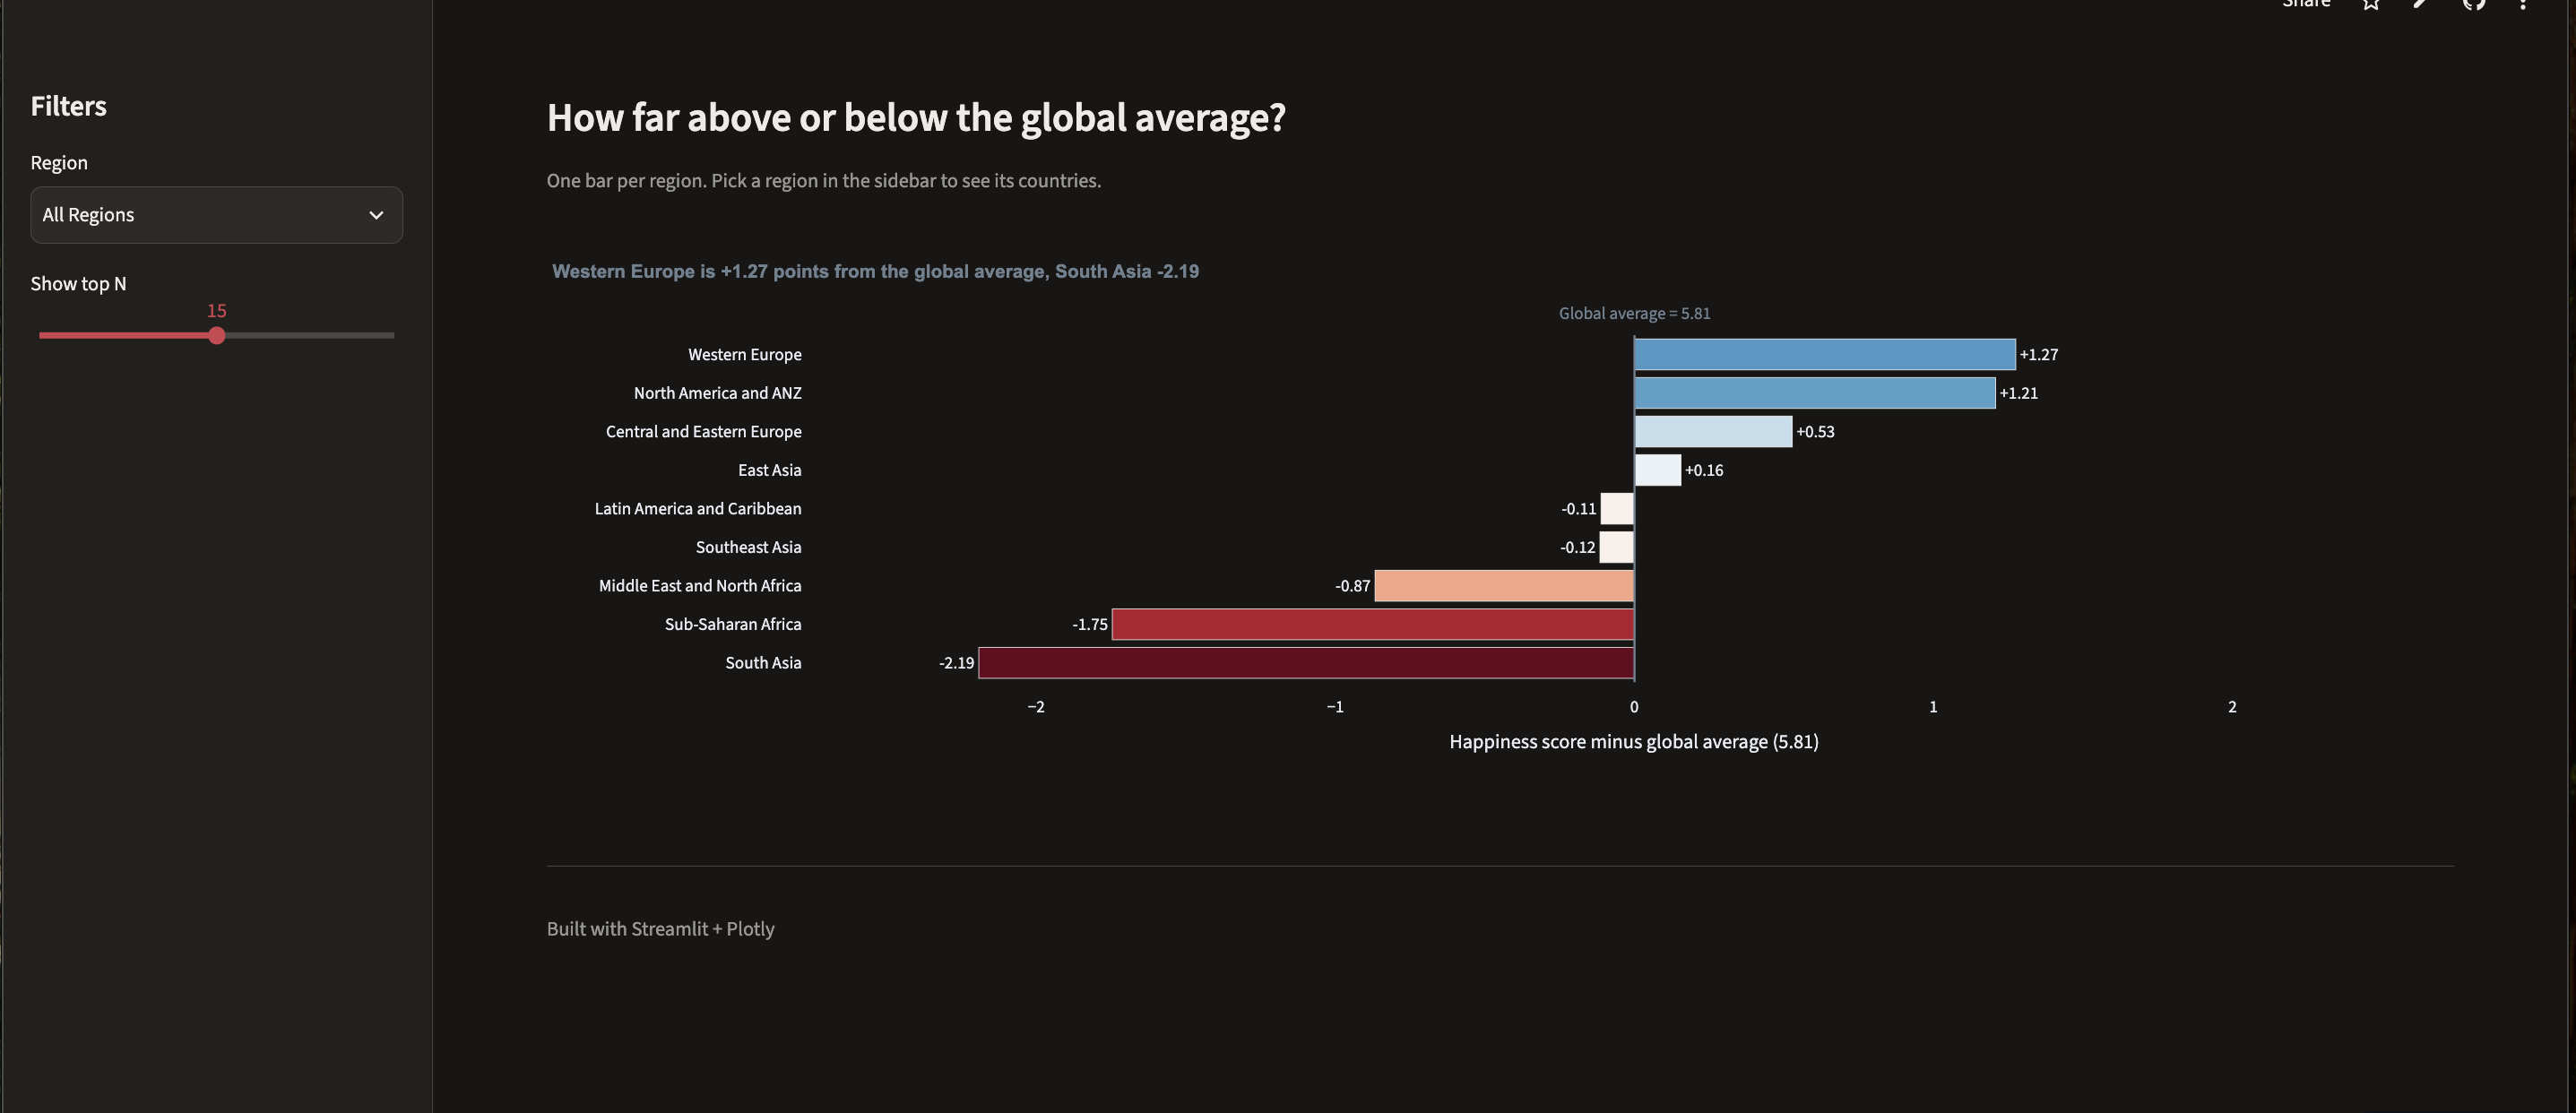 Share
Filters
Region
All Regions
Show top N
15
How far above or below the global average?
One bar per region. Pick a region in the sidebar to see its countries.
Western Europe is +1.27 points from the global average, South Asia -2.19
Global average = 5.81
Western Europe +1.27
North America and ANZ +1.21
Central and Eastern Europe +0.53
East Asia +0.16
Latin America and Caribbean -0.11
Southeast Asia -0.12
Middle East and North Africa -0.87
Sub-Saharan Africa -1.75
South Asia -2.19
−2 −1 0 1 2
Happiness score minus global average (5.81)
Built with Streamlit + Plotly